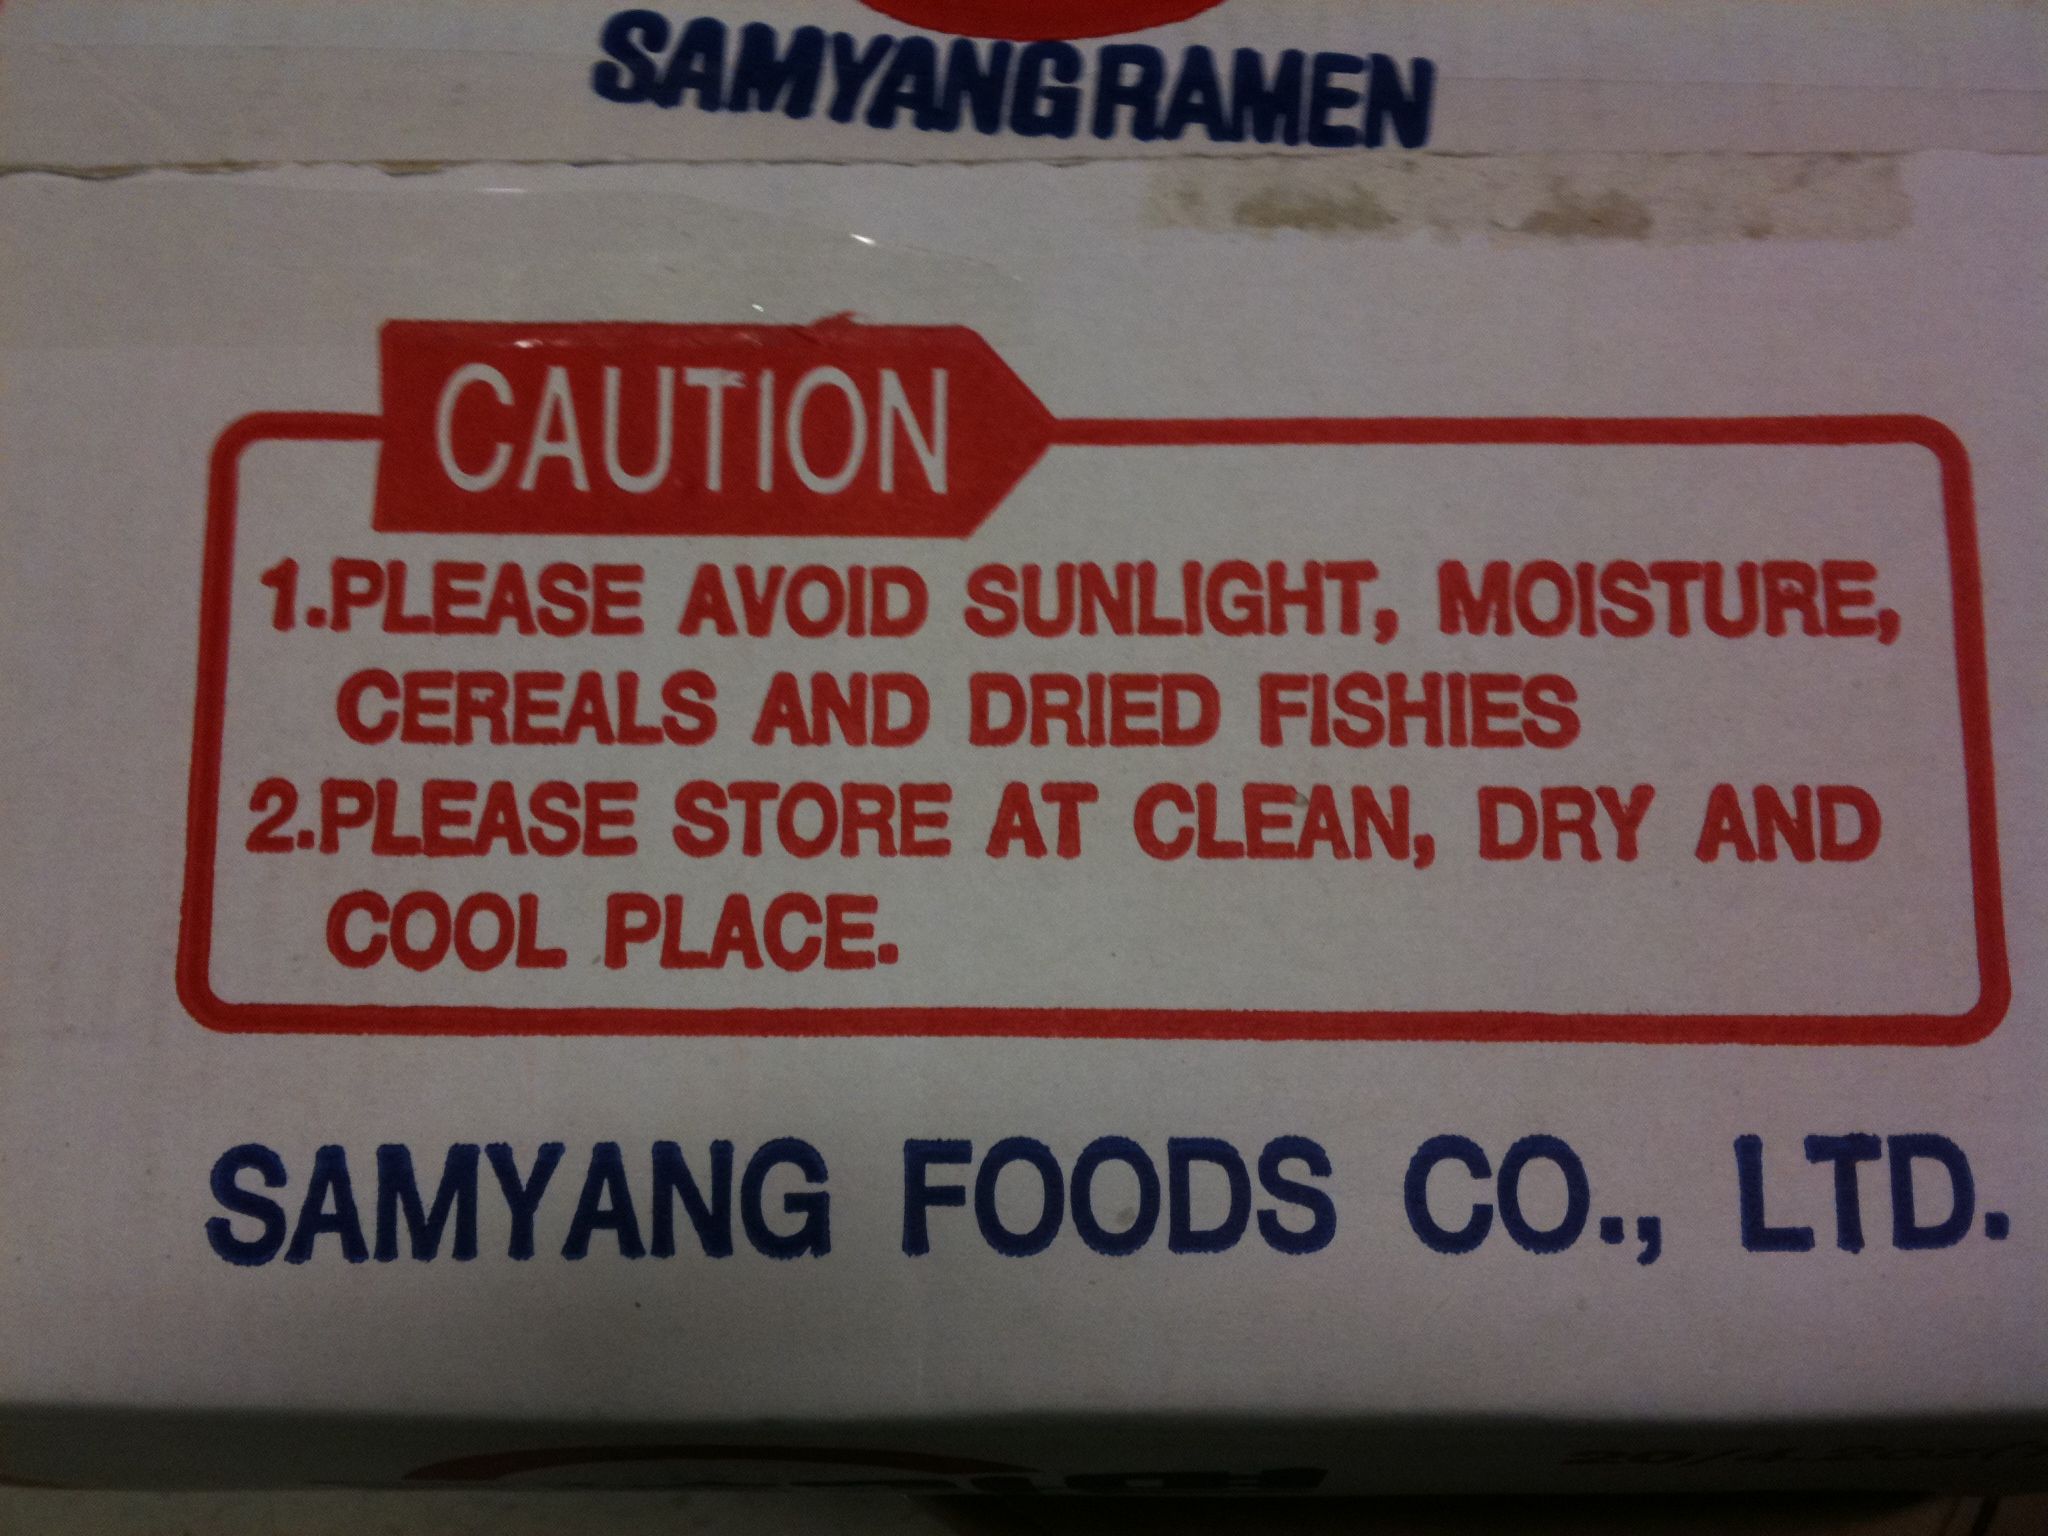 SAMYANG RAMEN
CAUTION
1.PLEASE AVOID SUNLIGHT, MOISTURE,
CEREALS AND DRIED FISHIES
2.PLEASE STORE AT CLEAN, DRY AND
COOL PLACE.
SAMYANG FOODS CO., LTD.